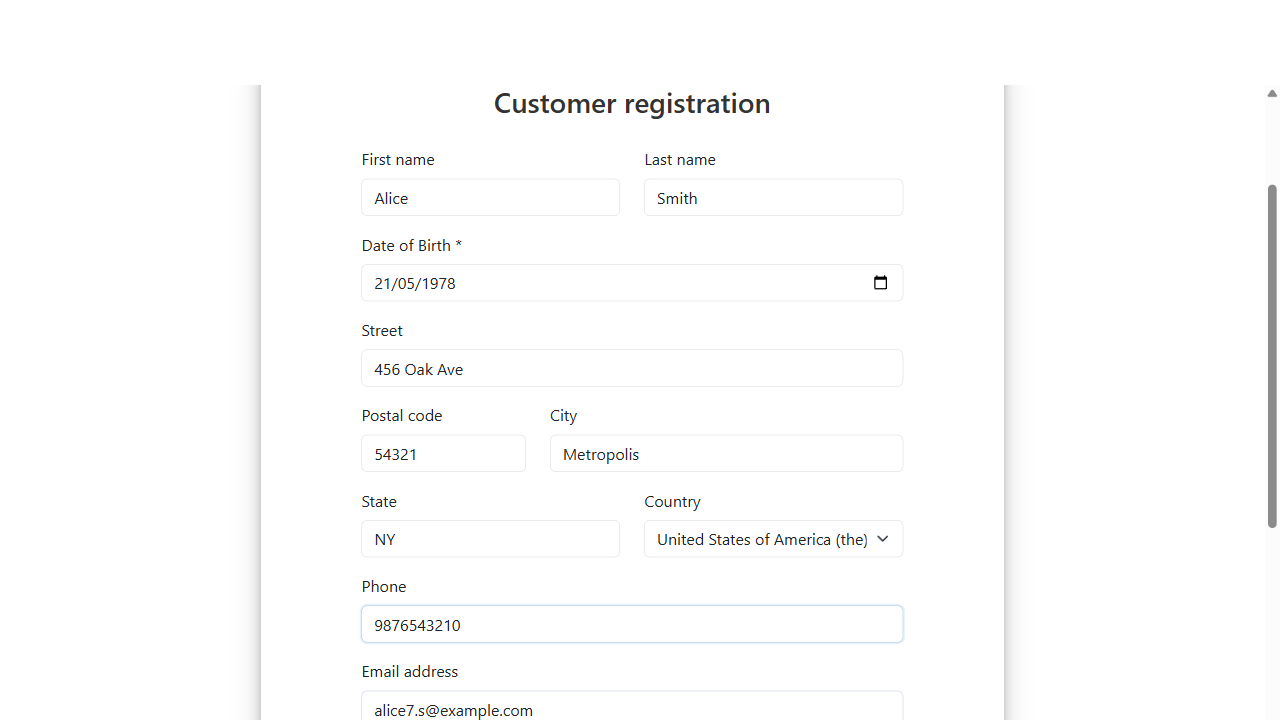 Customer registration
First name
Last name
Alice
Smith
Date of Birth *
21/05/1978
Street
456 Oak Ave
Postal code
City
54321
Metropolis
State
Country
NY
United States of America (the)
Phone
9876543210
Email address
alice7.s@example.com